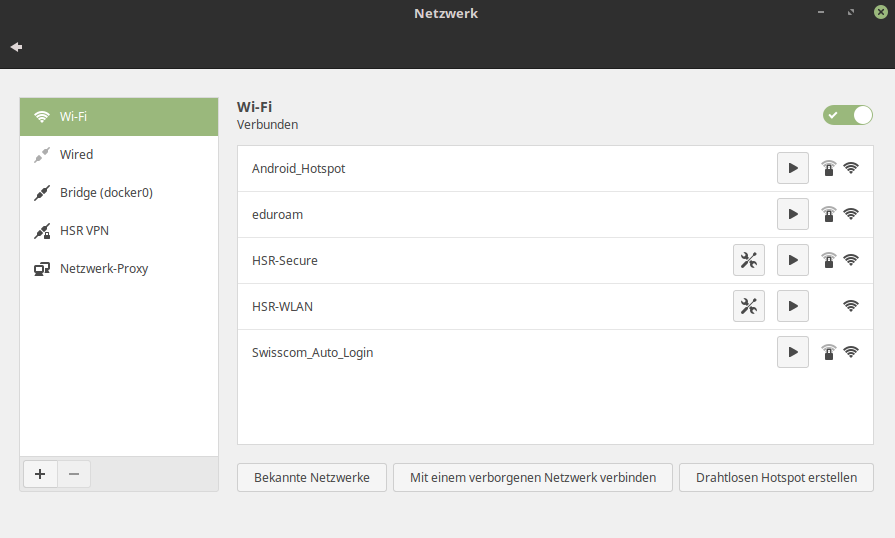 Netzwerk
Wi-Fi
Wired
Bridge (docker0)
HSR VPN
Netzwerk-Proxy
Wi-Fi
Verbunden
Android_Hotspot
eduroam
HSR-Secure
HSR-WLAN
Swisscom_Auto_Login
Bekannte Netzwerke
Mit einem verborgenen Netzwerk verbinden
Drahtlosen Hotspot erstellen